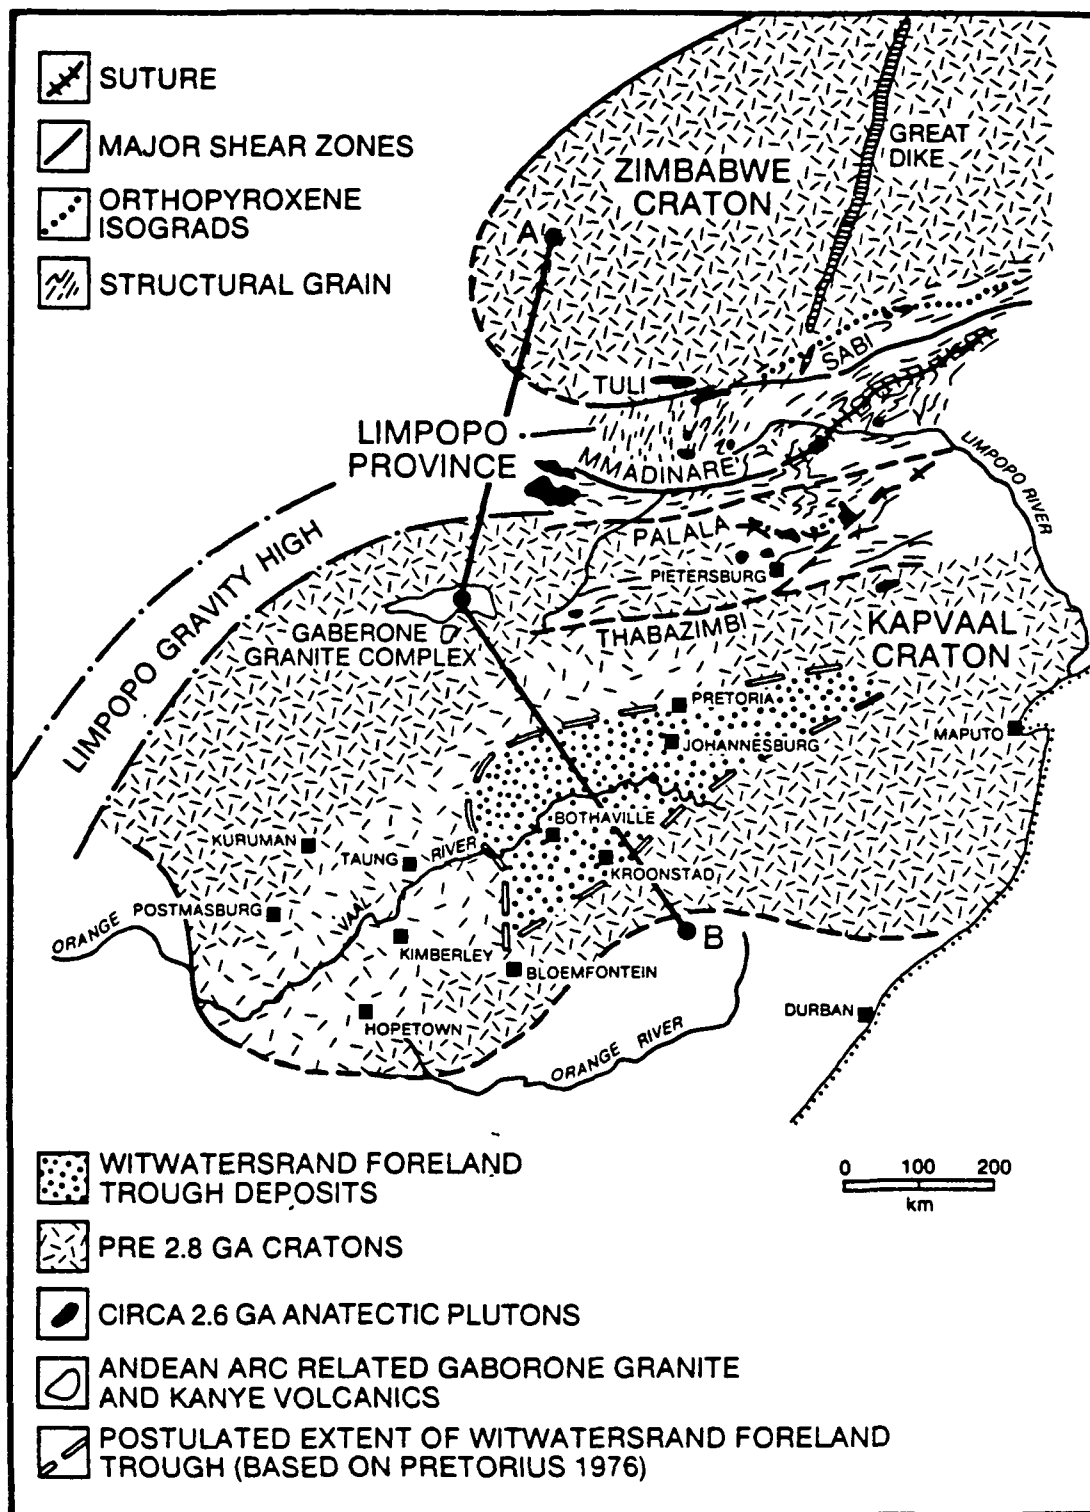 SUTURE
MAJOR SHEAR ZONES
ORTHOPYROXENE
ISOGRADS
STRUCTURAL GRAIN
GREAT
DIKE
ZIMBABWE
CRATON
A
SABI
TULI
LIMPOPO
PROVINCE
MMADINARE
LIMPOPO RIVER
PALALA
PIETERSBURG
LIMPOPO GRAVITY HIGH
THABAZIMBI
KAPVAAL
CRATON
GABERONE
GRANITE COMPLEX
PRETORIA
JOHANNESBURG
MAPUTO
BOTHAVILLE
KURUMAN
TAUNG
VAAL RIVER
KROONSTAD
POSTMASBURG
ORANGE
KIMBERLEY
B
BLOEMFONTEIN
HOPETOWN
DURBAN
ORANGE RIVER
WITWATERSRAND FORELAND
TROUGH DEPOSITS
0 100 200
km
PRE 2.8 GA CRATONS
CIRCA 2.6 GA ANATECTIC PLUTONS
ANDEAN ARC RELATED GABORONE GRANITE
AND KANYE VOLCANICS
POSTULATED EXTENT OF WITWATERSRAND FORELAND
TROUGH (BASED ON PRETORIUS 1976)